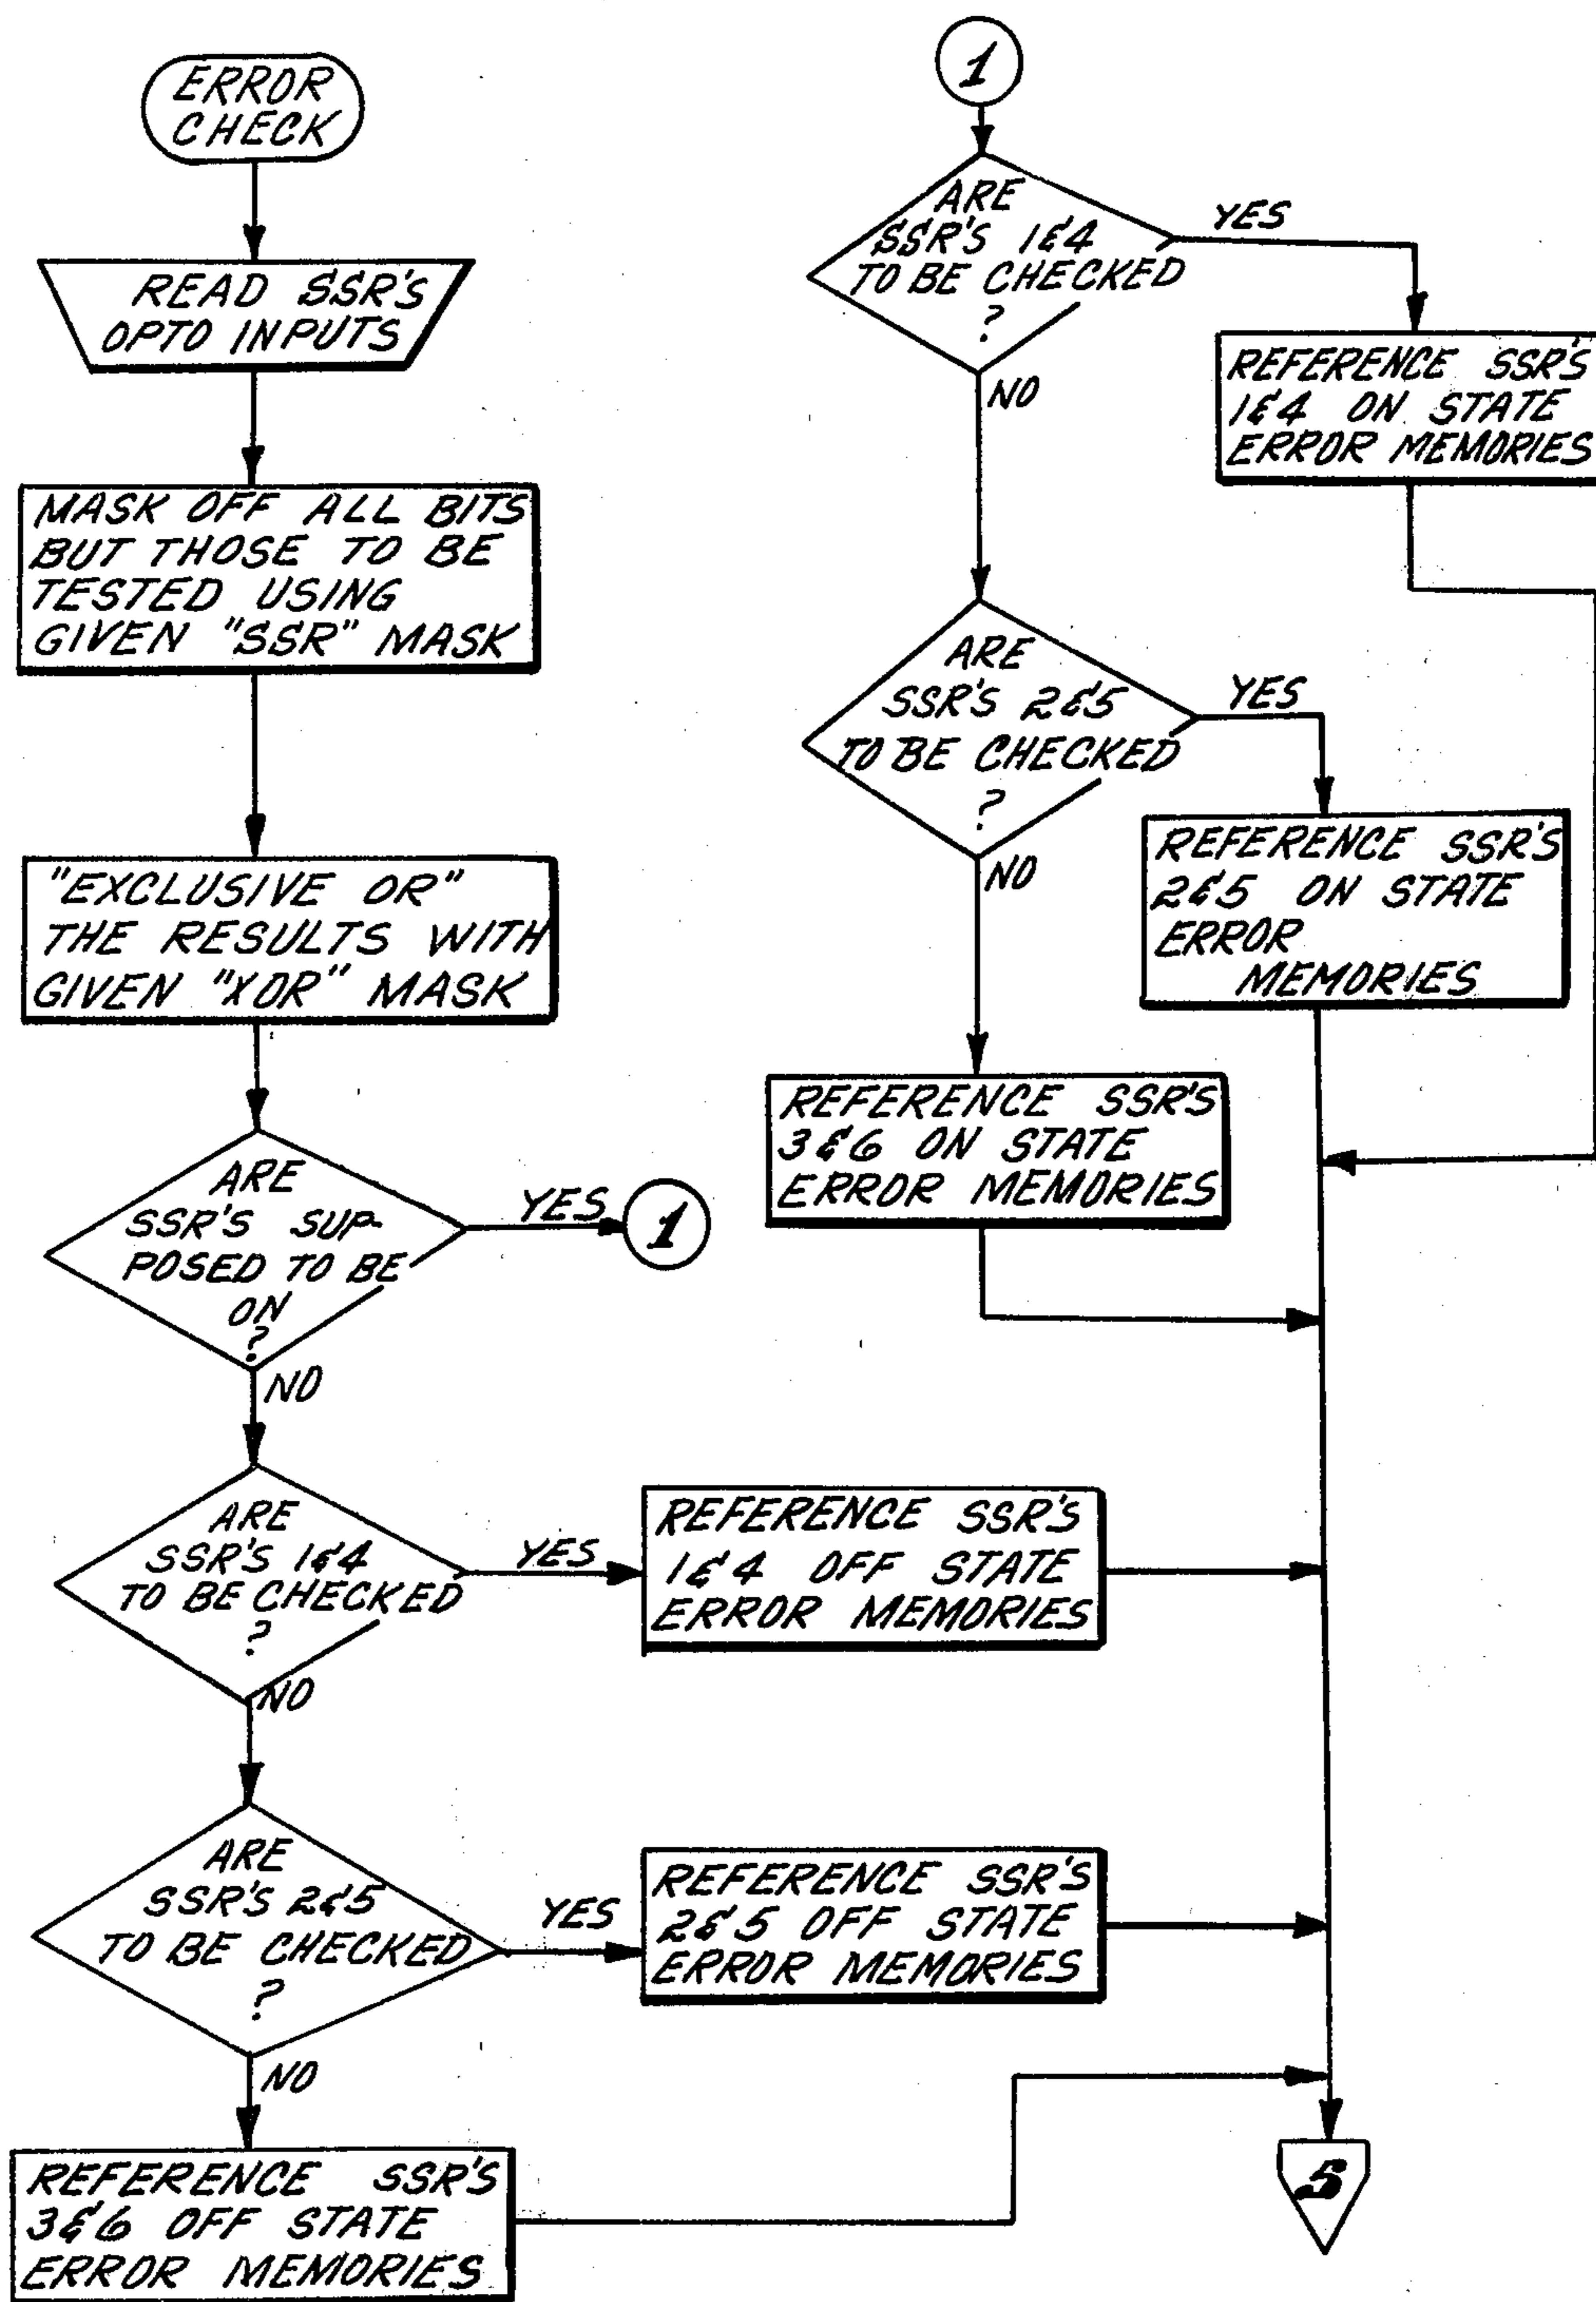 ERROR
CHECK
READ SSR'S
OPTO INPUTS
MASK OFF ALL BITS
BUT THOSE TO BE
TESTED USING
GIVEN "SSR" MASK
"EXCLUSIVE OR"
THE RESULTS WITH
GIVEN "XOR" MASK
ARE
SSR'S SUP-
POSED TO BE
ON
?
YES
1
NO
ARE
SSR'S 1&4
TO BE CHECKED
?
YES
REFERENCE SSR'S
1&4 OFF STATE
ERROR MEMORIES
NO
ARE
SSR'S 2&5
TO BE CHECKED
?
YES
REFERENCE SSR'S
2&5 OFF STATE
ERROR MEMORIES
NO
REFERENCE SSR'S
3&6 OFF STATE
ERROR MEMORIES
1
ARE
SSR'S 1&4
TO BE CHECKED
?
YES
REFERENCE SSR'S
1&4 ON STATE
ERROR MEMORIES
NO
ARE
SSR'S 2&5
TO BE CHECKED
?
YES
REFERENCE SSR'S
2&5 ON STATE
ERROR
MEMORIES
NO
REFERENCE SSR'S
3&6 ON STATE
ERROR MEMORIES
5